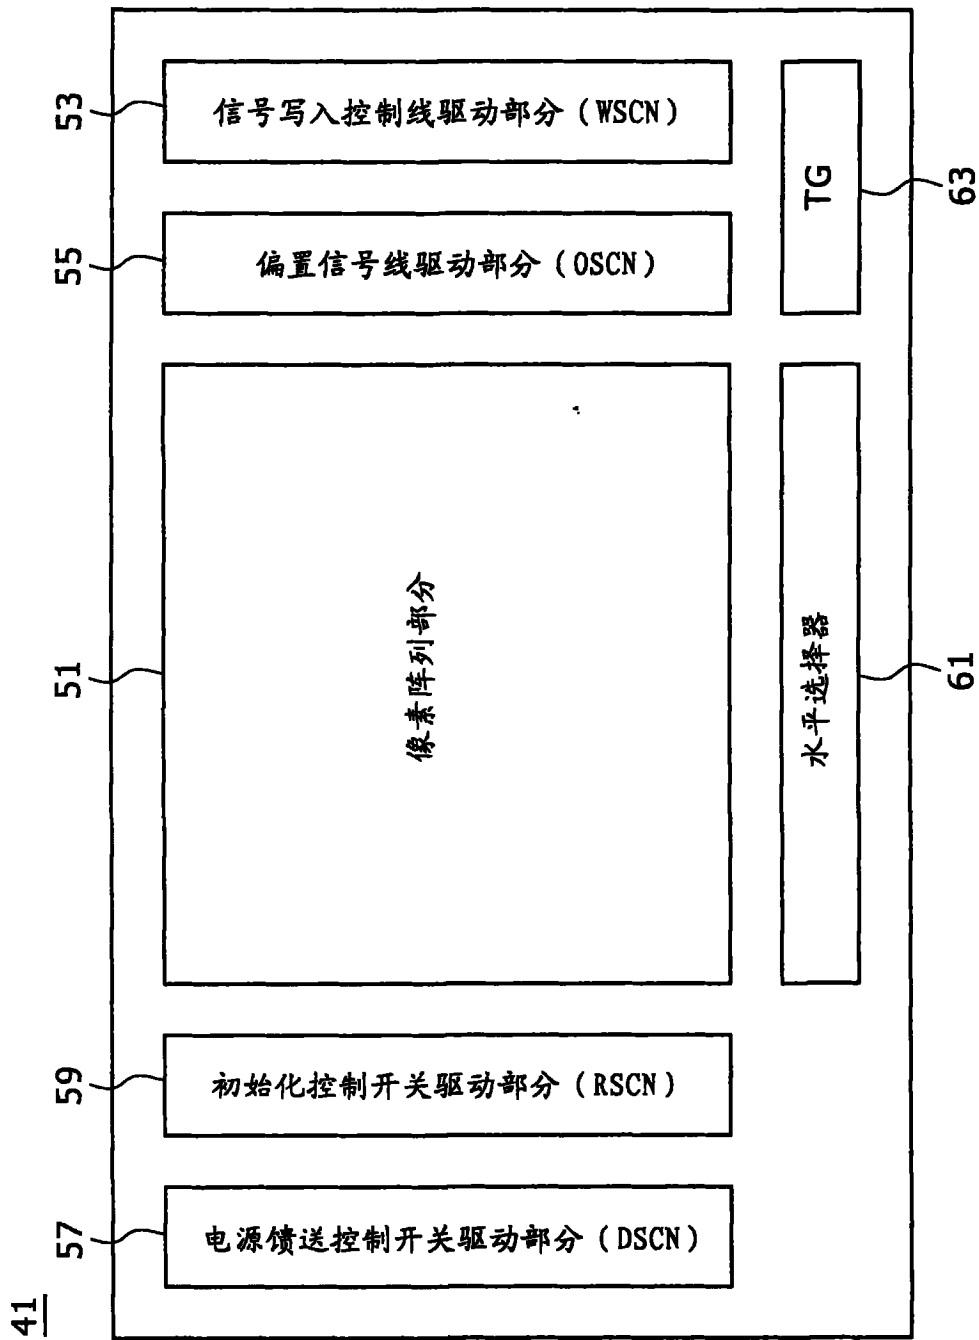 41
53
信号写入控制线驱动部分（WSCN）
55
偏置信号线驱动部分（OSCN）
TG
63
51
像素阵列部分
水平选择器
61
59
初始化控制开关驱动部分（RSCN）
57
电源馈送控制开关驱动部分（DSCN）